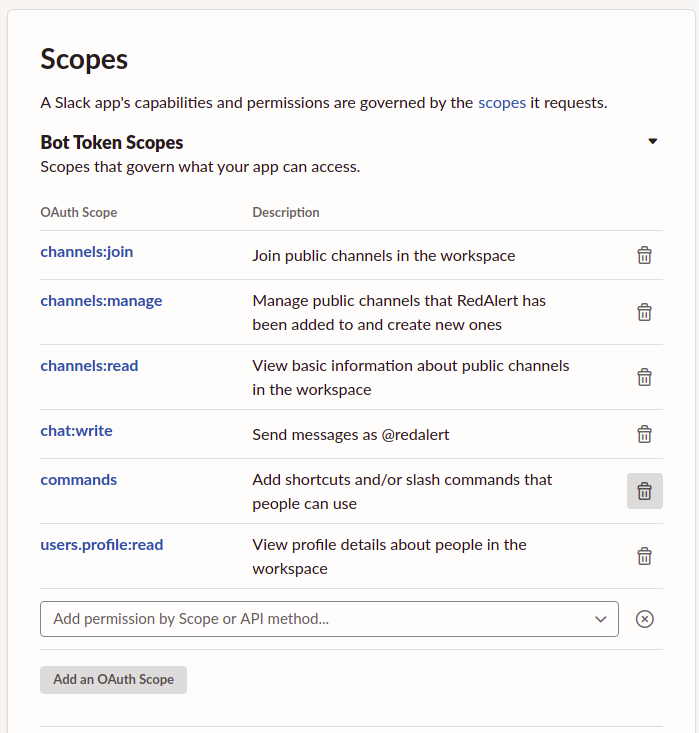 Scopes
A Slack app's capabilities and permissions are governed by the scopes it requests.
Bot Token Scopes
Scopes that govern what your app can access.
OAuth Scope Description
channels:join Join public channels in the workspace
channels:manage Manage public channels that RedAlert has
been added to and create new ones
channels:read View basic information about public channels
in the workspace
chat:write Send messages as @redalert
commands Add shortcuts and/or slash commands that
people can use
users.profile:read View profile details about people in the
workspace
Add permission by Scope or API method...
Add an OAuth Scope